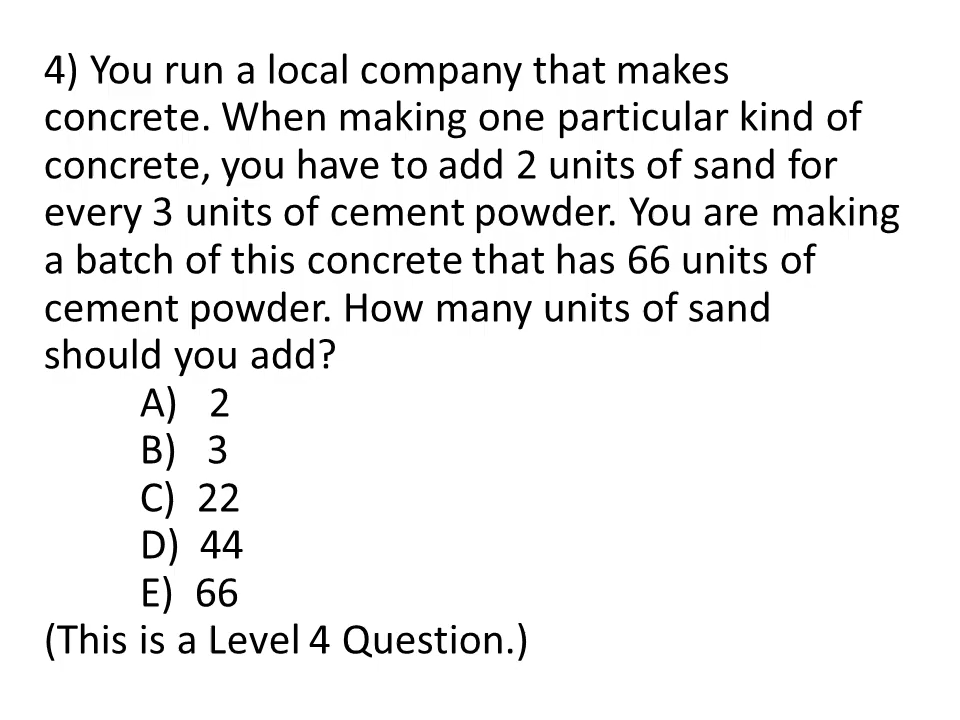 4) You run a local company that makes
concrete. When making one particular kind of
concrete, you have to add 2 units of sand for
every 3 units of cement powder. You are making
a batch of this concrete that has 66 units of
cement powder. How many units of sand
should you add?
A) 2
B) 3
C) 22
D) 44
E) 66
(This is a Level 4 Question.)